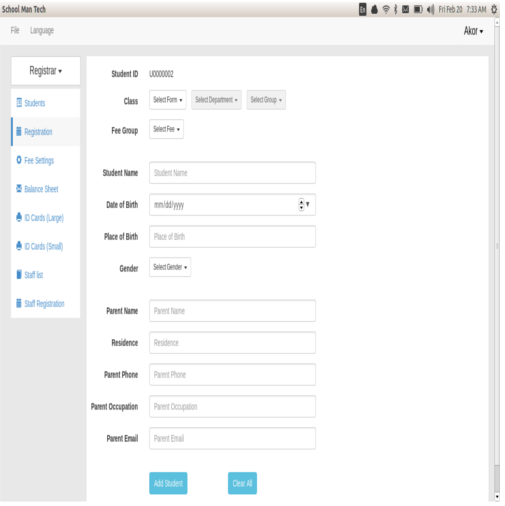 School Man Tech
En
Fri Feb 20 7:33 AM
File Language
Akor
Registrar
Students
Registration
Fee Settings
Balance Sheet
ID Cards (Large)
ID Cards (Small)
Staff list
Staff Registration
Student ID U0000002
Class Select Form Select Department Select Group
Fee Group Select Fee
Student Name Student Name
Date of Birth mm/dd/yyyy
Place of Birth Place of Birth
Gender Select Gender
Parent Name Parent Name
Residence Residence
Parent Phone Parent Phone
Parent Occupation Parent Occupation
Parent Email Parent Email
Add Student Clear All